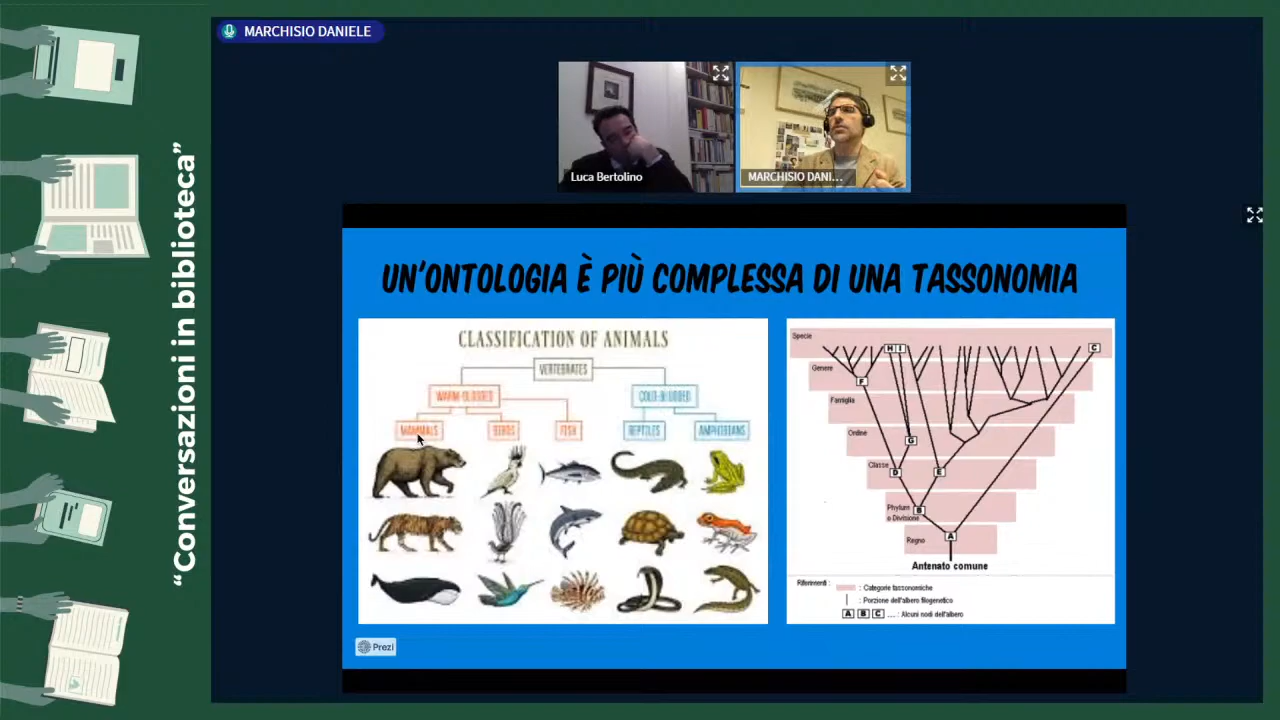 MARCHISIO DANIELE
"Conversazioni in biblioteca"
Luca Bertolino
MARCHISIO DANI...
UN'ONTOLOGIA È PIÙ COMPLESSA DI UNA TASSONOMIA
CLASSIFICATION OF ANIMALS
VERTEBRATES
WARM-BLOODED
COLD-BLOODED
MAMMALS
BIRDS
FISH
REPTILES
AMPHIBIANS
Specie
H I
C
Genere
F
Famiglia
Ordine
G
Classe
D
E
Phylum
o Divisione
B
Regno
A
Antenato comune
Riferimenti :
: Categorie tassonomiche
: Porzione dell'albero filogenetico
A B C .... : Alcuni nodi dell'albero
Prezi